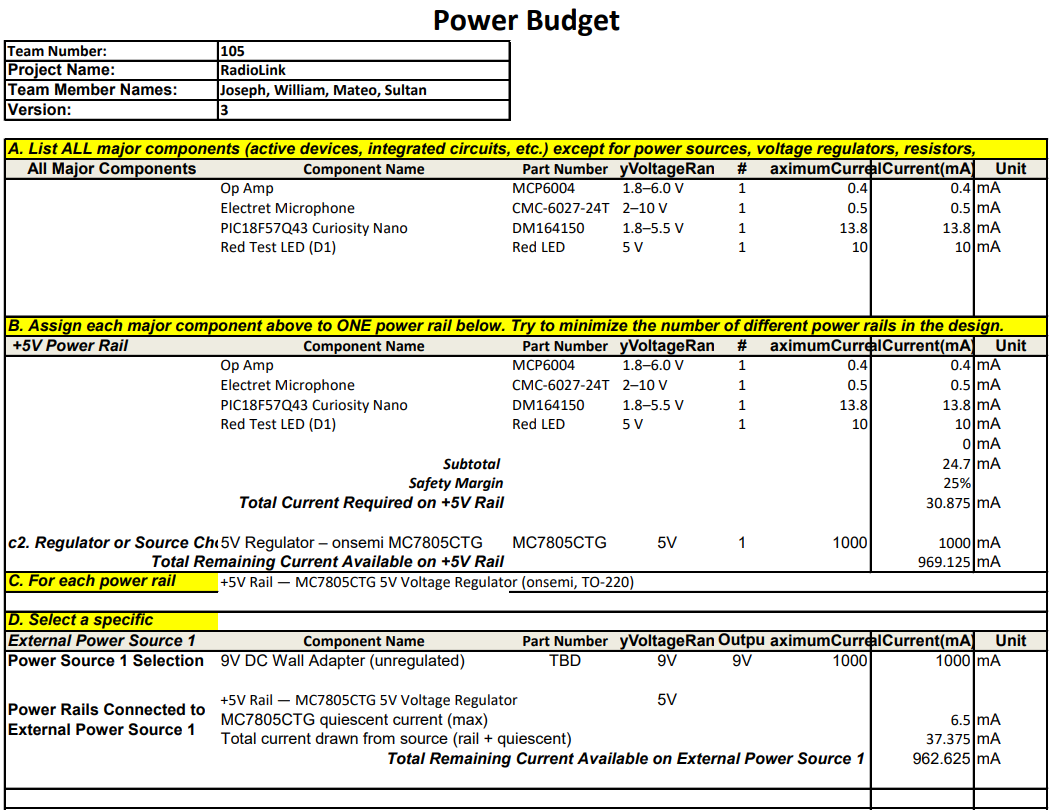 Power Budget
Team Number: 105
Project Name: RadioLink
Team Member Names: Joseph, William, Mateo, Sultan
Version: 3
A. List ALL major components (active devices, integrated circuits, etc.) except for power sources, voltage regulators, resistors,
All Major Components Component Name Part Number yVoltageRan # aximumCurre alCurrent(mA) Unit
Op Amp MCP6004 1.8–6.0 V 1 0.4 0.4 mA
Electret Microphone CMC-6027-24T 2–10 V 1 0.5 0.5 mA
PIC18F57Q43 Curiosity Nano DM164150 1.8–5.5 V 1 13.8 13.8 mA
Red Test LED (D1) Red LED 5 V 1 10 10 mA
B. Assign each major component above to ONE power rail below. Try to minimize the number of different power rails in the design.
+5V Power Rail Component Name Part Number yVoltageRan # aximumCurre alCurrent(mA) Unit
Op Amp MCP6004 1.8–6.0 V 1 0.4 0.4 mA
Electret Microphone CMC-6027-24T 2–10 V 1 0.5 0.5 mA
PIC18F57Q43 Curiosity Nano DM164150 1.8–5.5 V 1 13.8 13.8 mA
Red Test LED (D1) Red LED 5 V 1 10 10 mA
0 mA
Subtotal 24.7 mA
Safety Margin 25%
Total Current Required on +5V Rail 30.875 mA
c2. Regulator or Source Cho 5V Regulator – onsemi MC7805CTG MC7805CTG 5V 1 1000 1000 mA
Total Remaining Current Available on +5V Rail 969.125 mA
C. For each power rail +5V Rail — MC7805CTG 5V Voltage Regulator (onsemi, TO-220)
D. Select a specific
External Power Source 1 Component Name Part Number yVoltageRan Outpu aximumCurre alCurrent(mA) Unit
Power Source 1 Selection 9V DC Wall Adapter (unregulated) TBD 9V 9V 1000 1000 mA
Power Rails Connected to External Power Source 1
+5V Rail — MC7805CTG 5V Voltage Regulator 5V
MC7805CTG quiescent current (max) 6.5 mA
Total current drawn from source (rail + quiescent) 37.375 mA
Total Remaining Current Available on External Power Source 1 962.625 mA